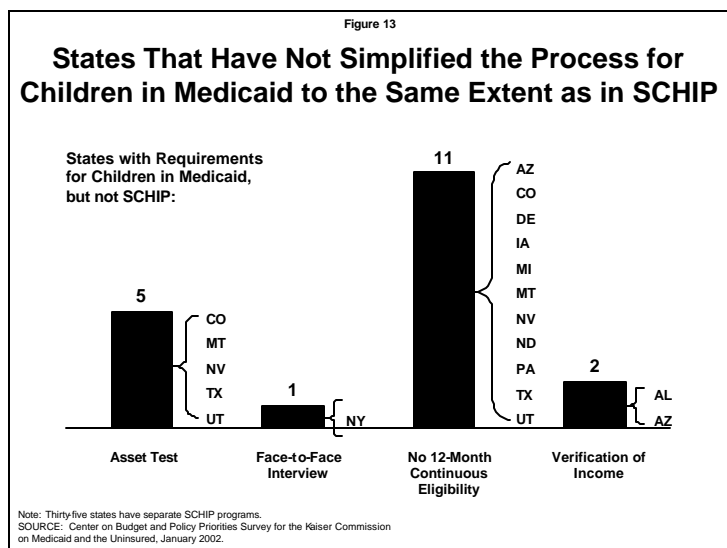 Figure 13
States That Have Not Simplified the Process for
Children in Medicaid to the Same Extent as in SCHIP
States with Requirements
for Children in Medicaid,
but not SCHIP:
5
CO
MT
NV
TX
UT
1
NY
11
AZ
CO
DE
IA
MI
MT
NV
ND
PA
TX
UT
2
AL
AZ
Asset Test
Face-to-Face
Interview
No 12-Month
Continuous
Eligibility
Verification of
Income
Note: Thirty-five states have separate SCHIP programs.
SOURCE: Center on Budget and Policy Priorities Survey for the Kaiser Commission
on Medicaid and the Uninsured, January 2002.